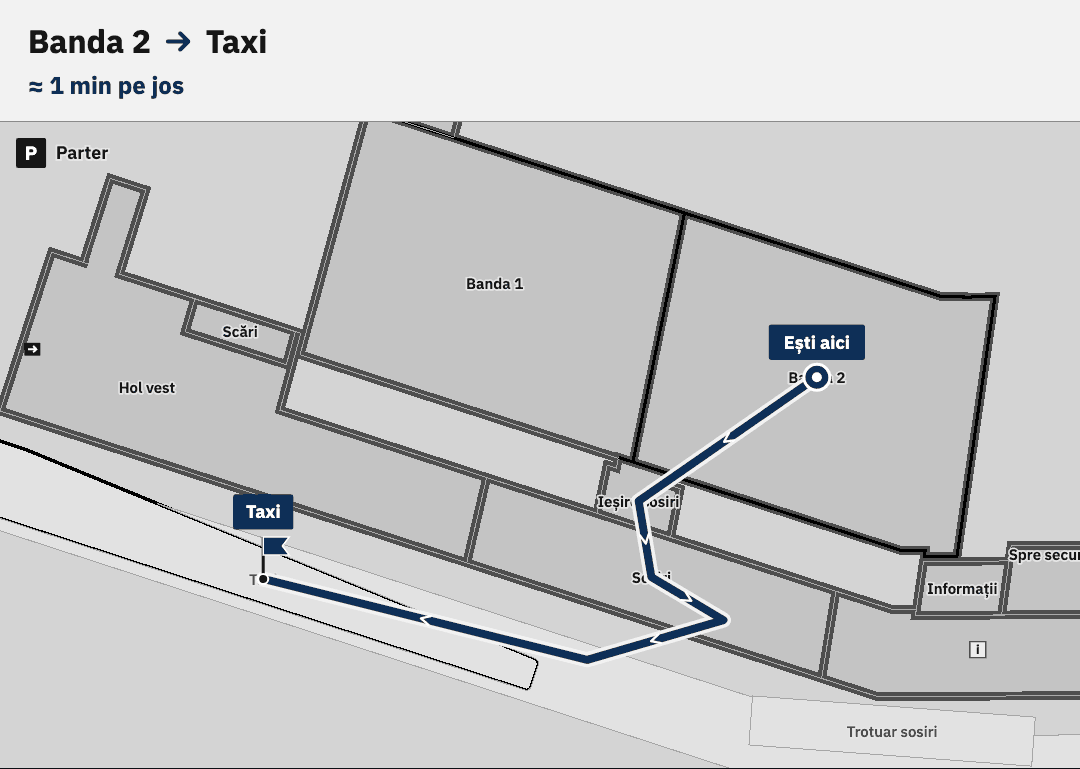 Banda 2 → Taxi
≈ 1 min pe jos
P Parter
Banda 1
Scări
Ești aici
Hol vest
Taxi
Informații
i
Trotuar sosiri